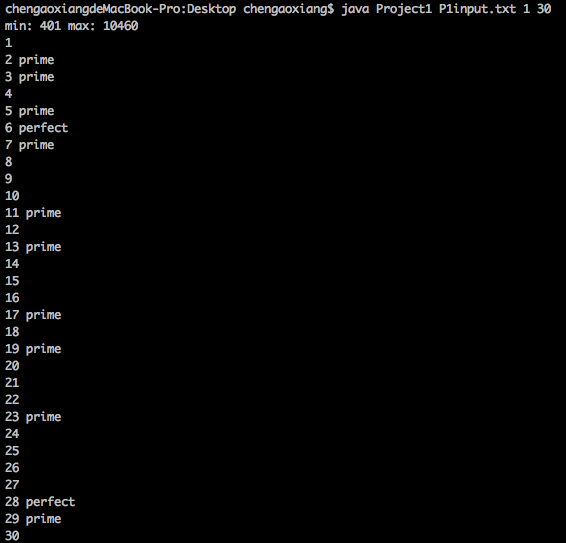 chengaoxiangdeMacBook-Pro:Desktop chengaoxiang$ java Project1 P1input.txt 1 30
min: 401 max: 10460
1
2 prime
3 prime
4
5 prime
6 perfect
7 prime
8
9
10
11 prime
12
13 prime
14
15
16
17 prime
18
19 prime
20
21
22
23 prime
24
25
26
27
28 perfect
29 prime
30